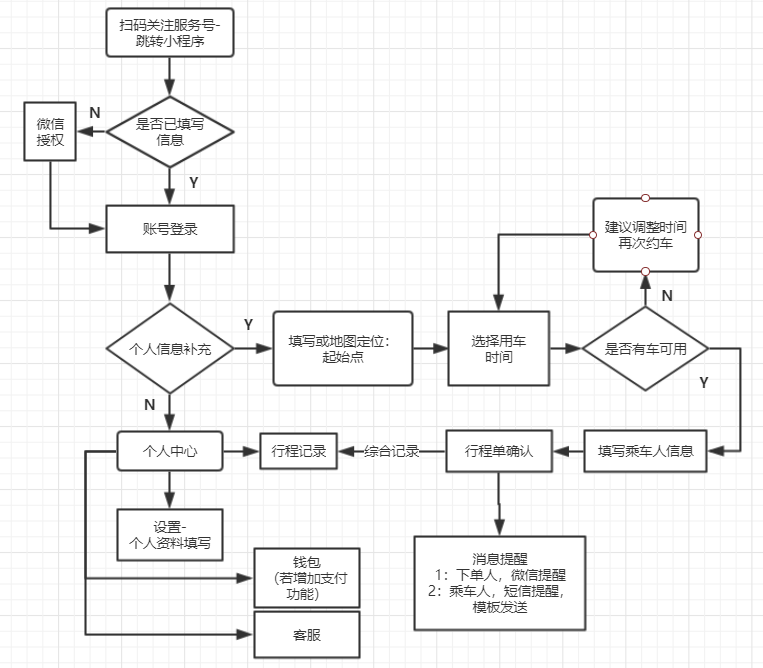 扫码关注服务号-
跳转小程序
N
微信
授权
是否已填写
信息
Y
账号登录
建议调整时间
再次约车
N
个人信息补充
Y
填写或地图定位：
起始点
选择用车
时间
是否有车可用
Y
N
个人中心
行程记录
综合记录
行程单确认
填写乘车人信息
设置-
个人资料填写
钱包
（若增加支付
功能）
客服
消息提醒
1：下单人，微信提醒
2：乘车人，短信提醒，
模板发送